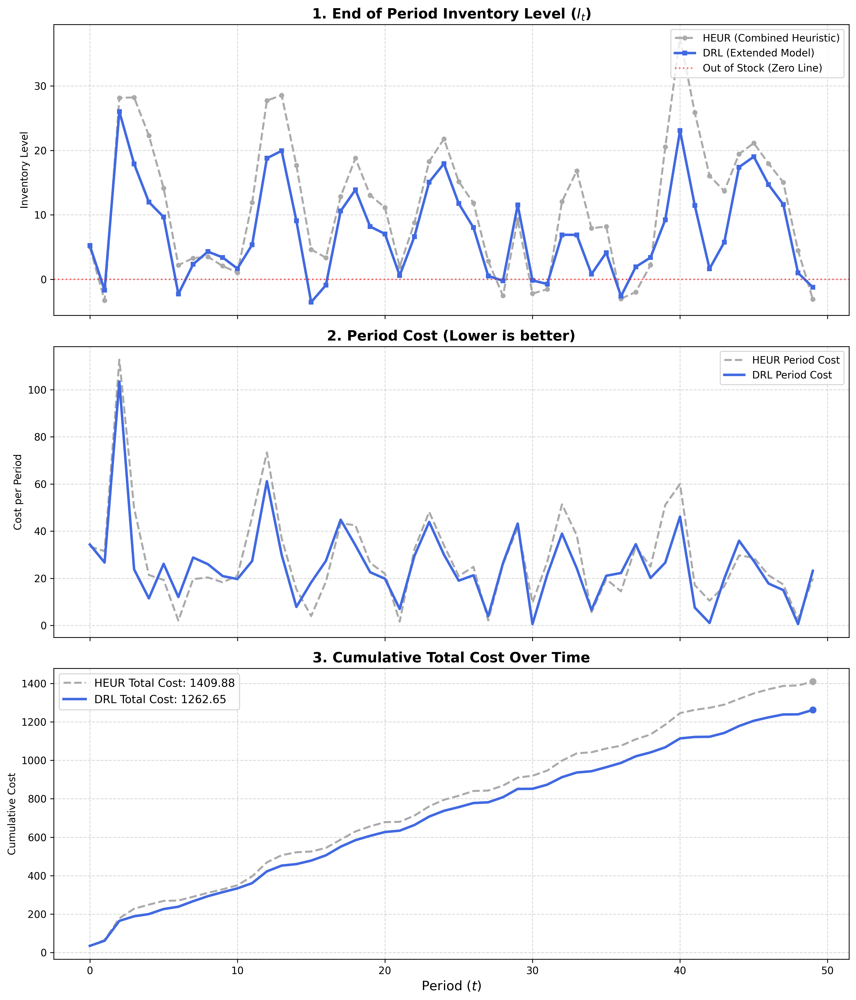 1. End of Period Inventory Level (I_t)
HEUR (Combined Heuristic)
DRL (Extended Model)
Out of Stock (Zero Line)
Inventory Level
30
20
10
0
2. Period Cost (Lower is better)
HEUR Period Cost
DRL Period Cost
Cost per Period
100
80
60
40
20
0
3. Cumulative Total Cost Over Time
HEUR Total Cost: 1409.88
DRL Total Cost: 1262.65
Cumulative Cost
1400
1200
1000
800
600
400
200
0
0 10 20 30 40 50
Period (t)